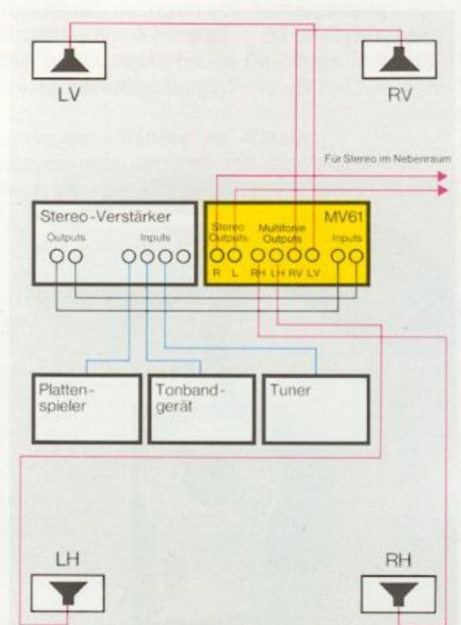 LV
RV
Für Stereo im Nebenraum
Stereo-Verstärker
Outputs
Inputs
MV61
Stereo
Outputs
Multifonie
Outputs
Inputs
R L RH LH RV LV
Platten-
spieler
Tonband-
gerät
Tuner
LH
RH